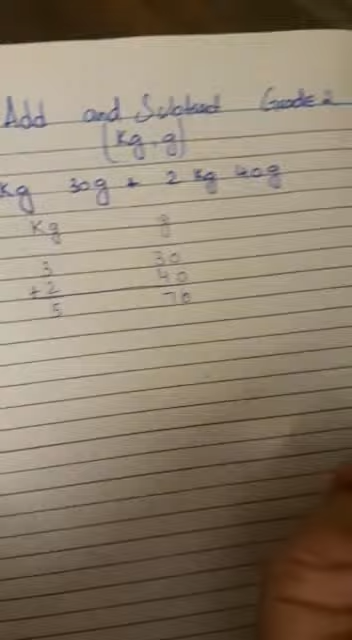 Add and Subtract Grade 2
(Kg, g)
Kg 30g + 2 Kg 40g
Kg g
3 30
+2 40
5 70